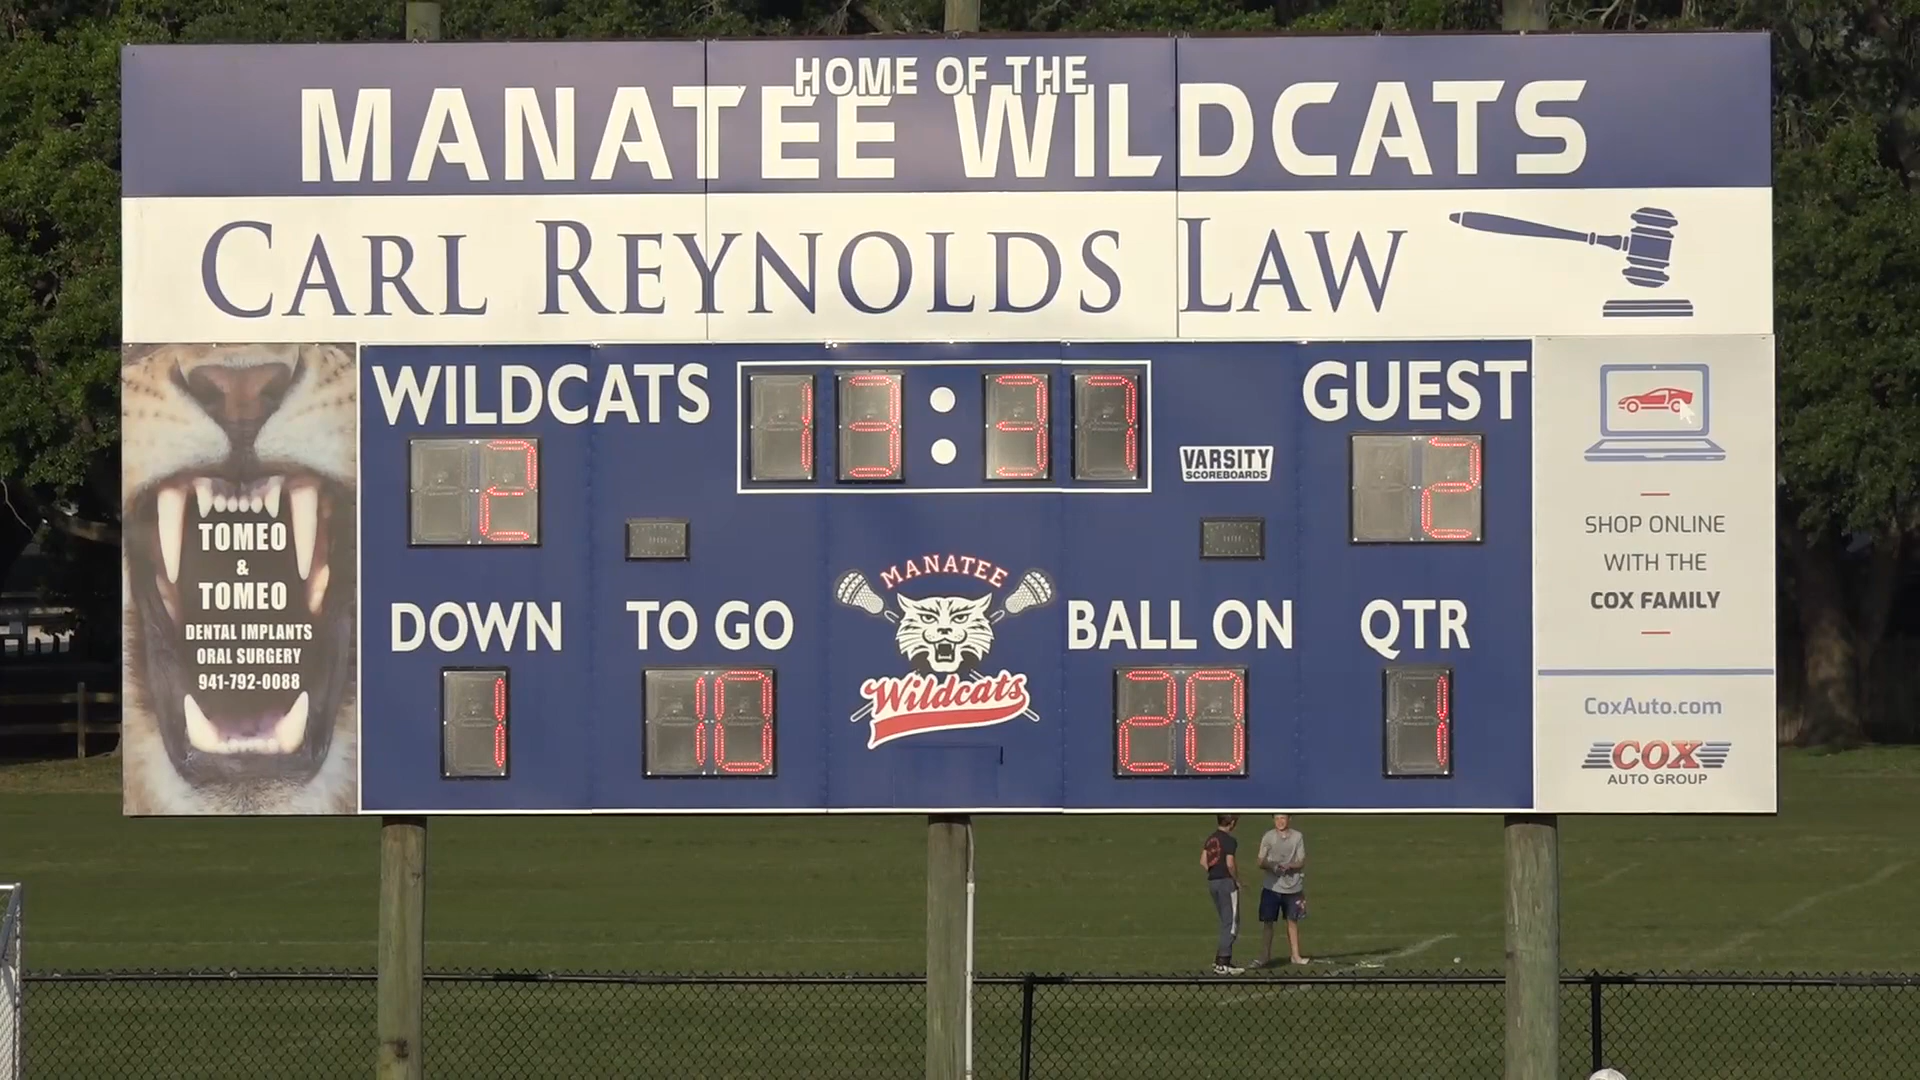 HOME OF THE
MANATEE WILDCATS
CARL REYNOLDS LAW
WILDCATS 13:37 GUEST
2 VARSITY 2
SCOREBOARDS
TOMEO
&
TOMEO
DENTAL IMPLANTS
ORAL SURGERY
941-792-0088
MANATEE
Wildcats
DOWN TO GO BALL ON QTR
1 10 20 1
SHOP ONLINE
WITH THE
COX FAMILY
CoxAuto.com
COX
AUTO GROUP